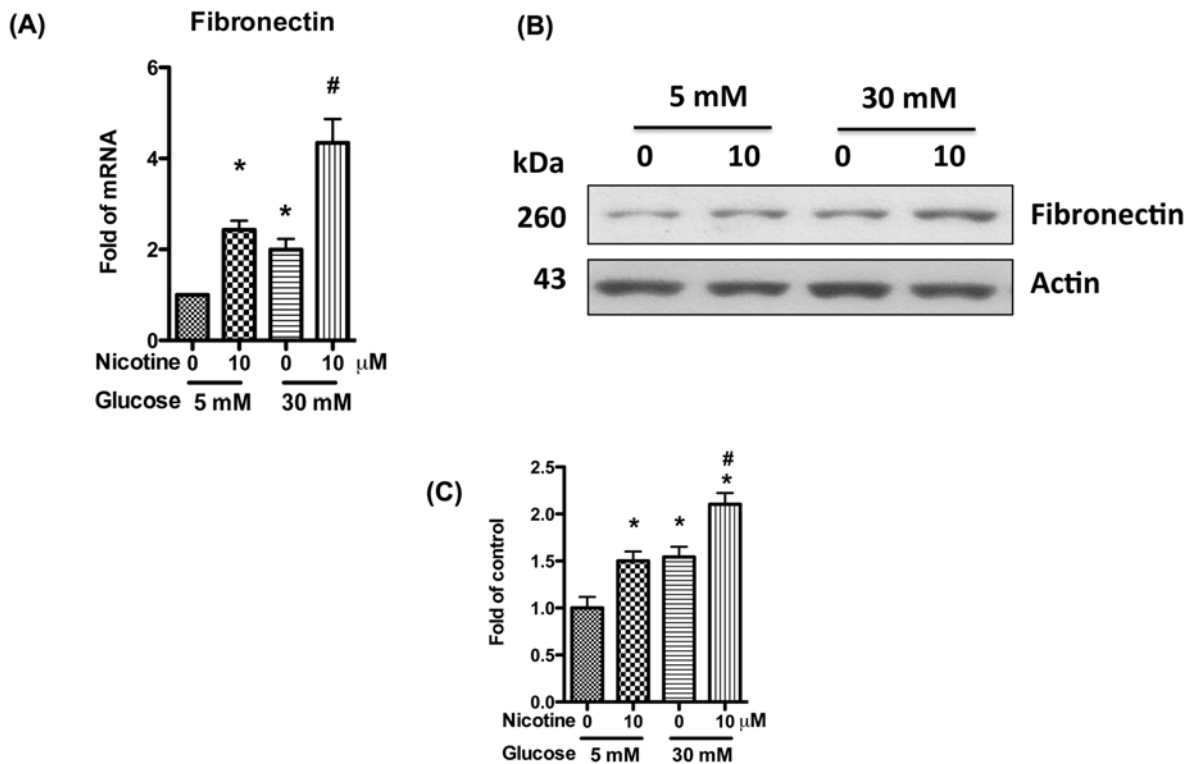 (A)
Fibronectin
Fold of mRNA
6
4
2
0
*
*
#
Nicotine 0 10 0 10 μM
Glucose 5 mM 30 mM
(B)
5 mM 30 mM
kDa 0 10 0 10
260 Fibronectin
43 Actin
(C)
Fold of control
2.5
2.0
1.5
1.0
0.5
0.0
*
*
#
*
Nicotine 0 10 0 10 μM
Glucose 5 mM 30 mM